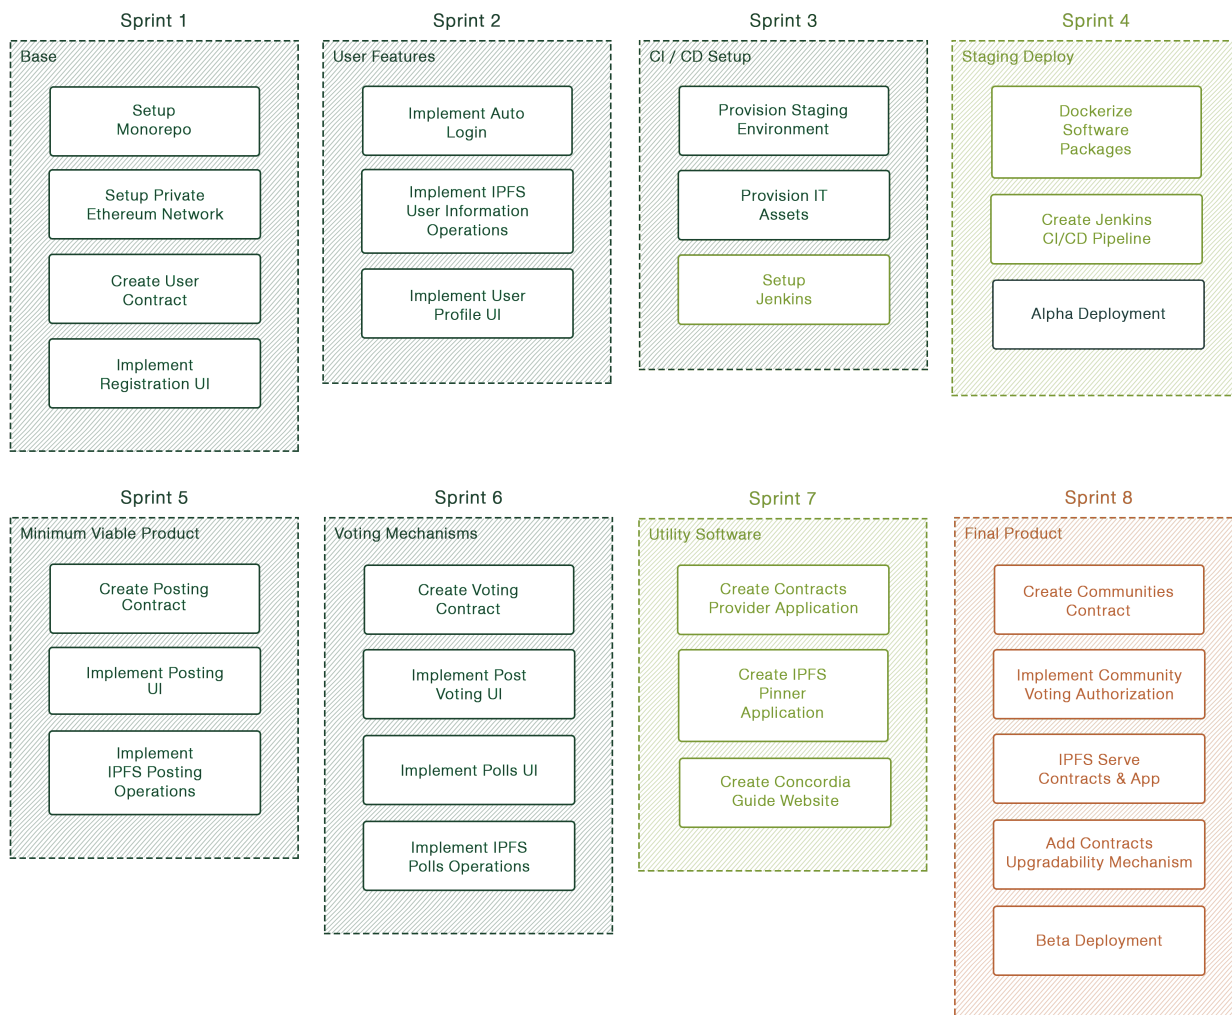 Sprint 1
Base
Setup
Monorepo
Setup Private
Ethereum Network
Create User
Contract
Implement
Registration UI
Sprint 2
User Features
Implement Auto
Login
Implement IPFS
User Information
Operations
Implement User
Profile UI
Sprint 3
CI / CD Setup
Provision Staging
Environment
Provision IT
Assets
Setup
Jenkins
Sprint 4
Staging Deploy
Dockerize
Software
Packages
Create Jenkins
CI/CD Pipeline
Alpha Deployment
Sprint 5
Minimum Viable Product
Create Posting
Contract
Implement Posting
UI
Implement
IPFS Posting
Operations
Sprint 6
Voting Mechanisms
Create Voting
Contract
Implement Post
Voting UI
Implement Polls UI
Implement IPFS
Polls Operations
Sprint 7
Utility Software
Create Contracts
Provider Application
Create IPFS
Pinner
Application
Create Concordia
Guide Website
Sprint 8
Final Product
Create Communities
Contract
Implement Community
Voting Authorization
IPFS Serve
Contracts & App
Add Contracts
Upgradability Mechanism
Beta Deployment